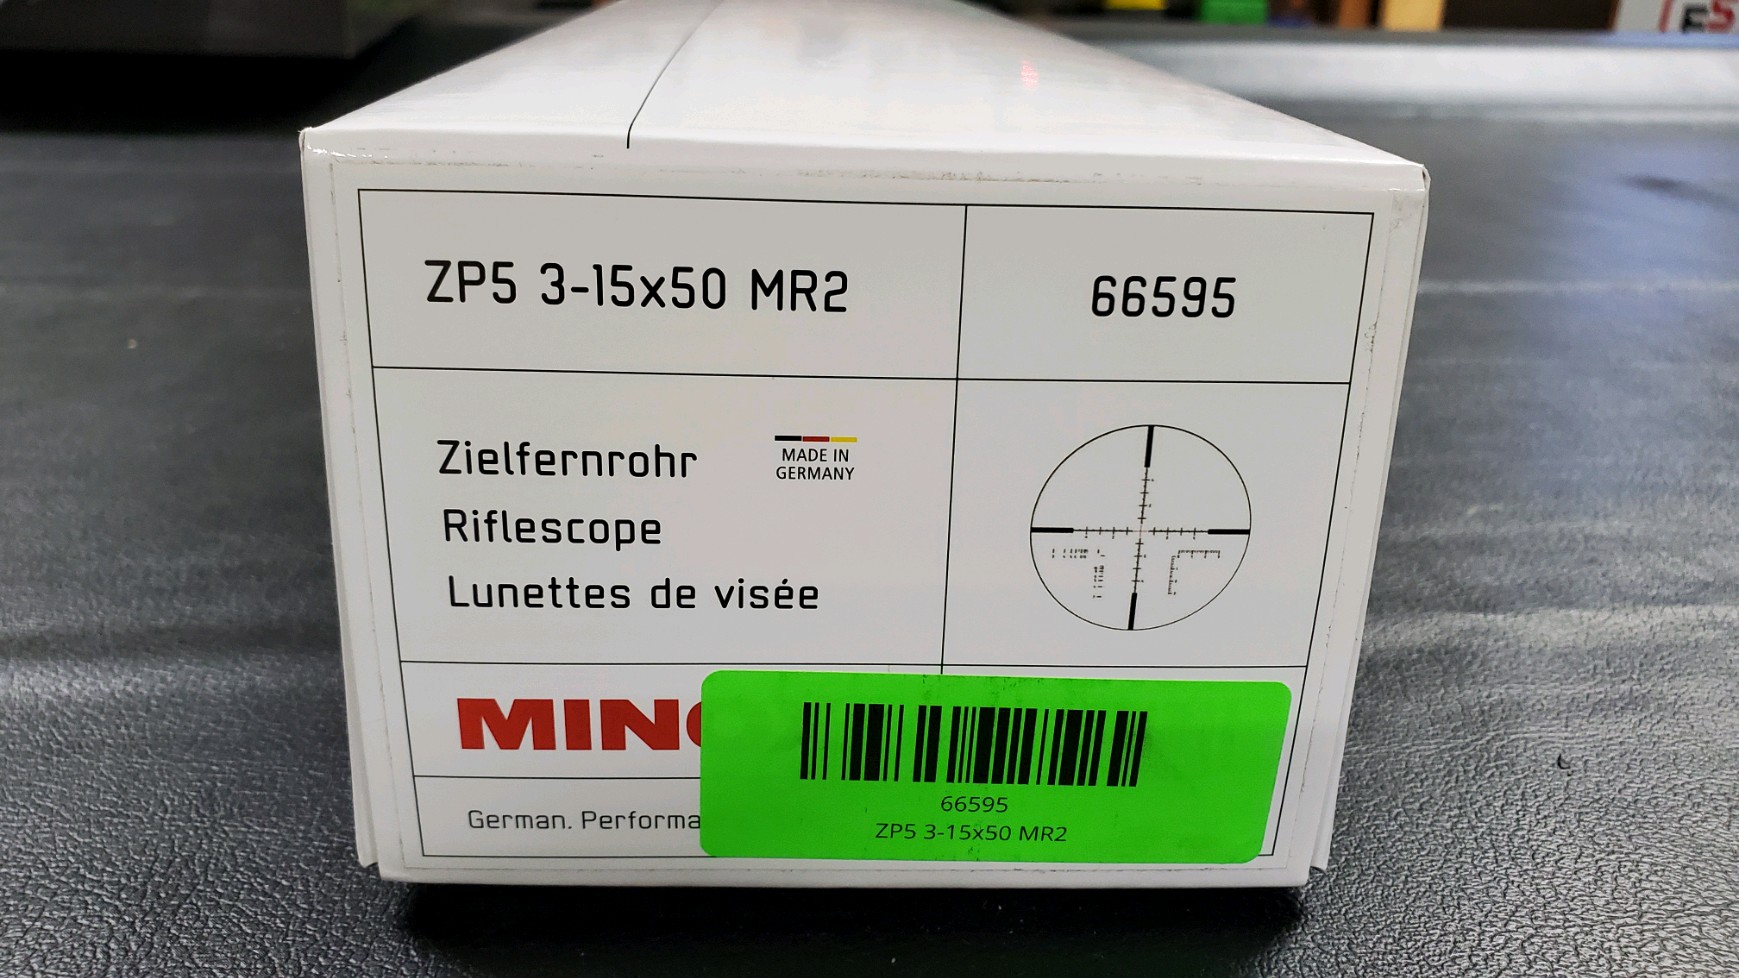 ZP5 3-15x50 MR2
66595
Zielfernrohr
MADE IN
GERMANY
Riflescope
Lunettes de visée
MINO
German. Performa
66595
ZP5 3-15x50 MR2